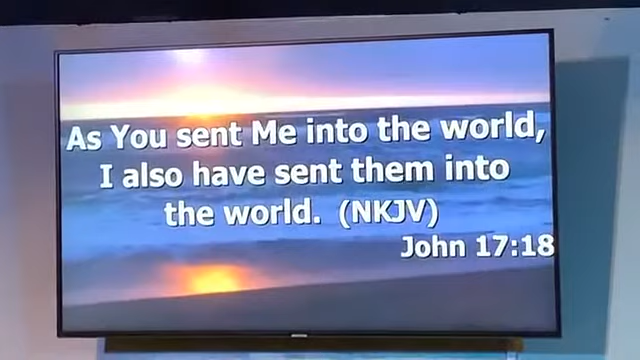 As You sent Me into the world,
I also have sent them into
the world. (NKJV)
John 17:18